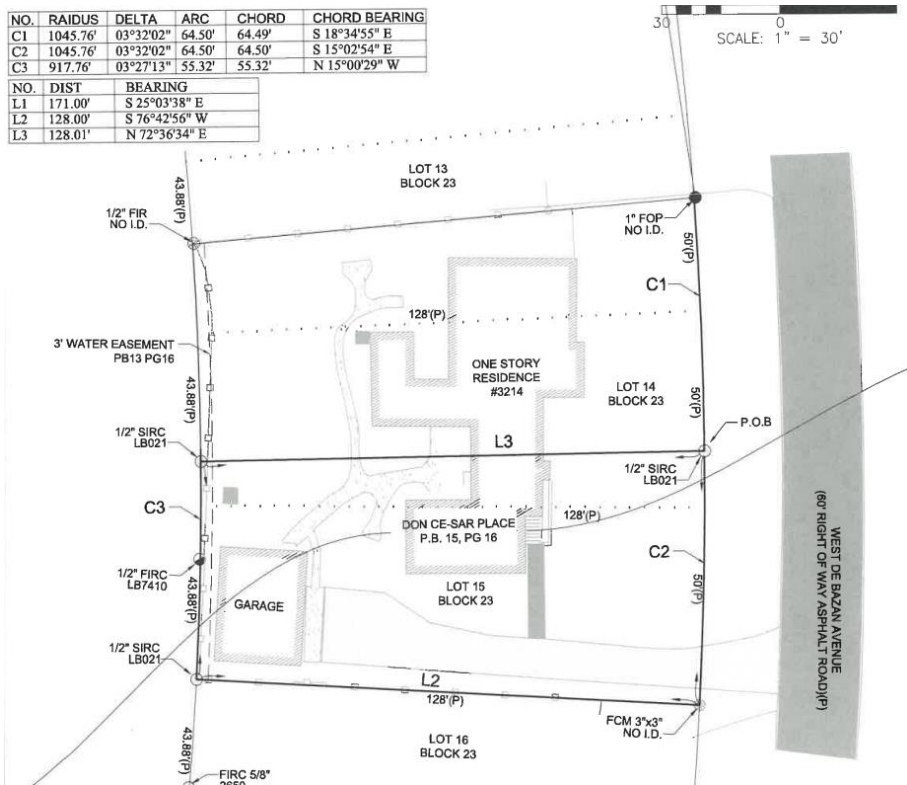 NO. RAIDUS DELTA ARC CHORD CHORD BEARING
C1 1045.76' 03°32'02" 64.50' 64.49' S 18°34'55" E
C2 1045.76' 03°32'02" 64.50' 64.50' S 15°02'54" E
C3 917.76' 03°27'13" 55.32' 55.32' N 15°00'29" W
NO. DIST BEARING
L1 171.00' S 25°03'38" E
L2 128.00' S 76°42'56" W
L3 128.01' N 72°36'34" E
30 0
SCALE: 1" = 30'
LOT 13
BLOCK 23
43.88'(P)
1/2" FIR
NO I.D.
1" FOP
NO I.D.
50'(P)
C1
128'(P)
3' WATER EASEMENT
PB13 PG16
ONE STORY
RESIDENCE
#3214
LOT 14
BLOCK 23
43.88'(P)
50'(P)
P.O.B
1/2" SIRC
LB021
L3
1/2" SIRC
LB021
C3
128'(P)
DON CE-SAR PLACE
P.B. 15, PG 16
C2
WEST DE BAZAN AVENUE
(60' RIGHT OF WAY ASPHALT ROAD)(P)
1/2" FIRC
LB7410
43.88'(P)
LOT 15
BLOCK 23
50'(P)
GARAGE
1/2" SIRC
LB021
L2
128'(P)
FCM 3"x3"
NO I.D.
LOT 16
BLOCK 23
43.88'(P)
FIRC 5/8"